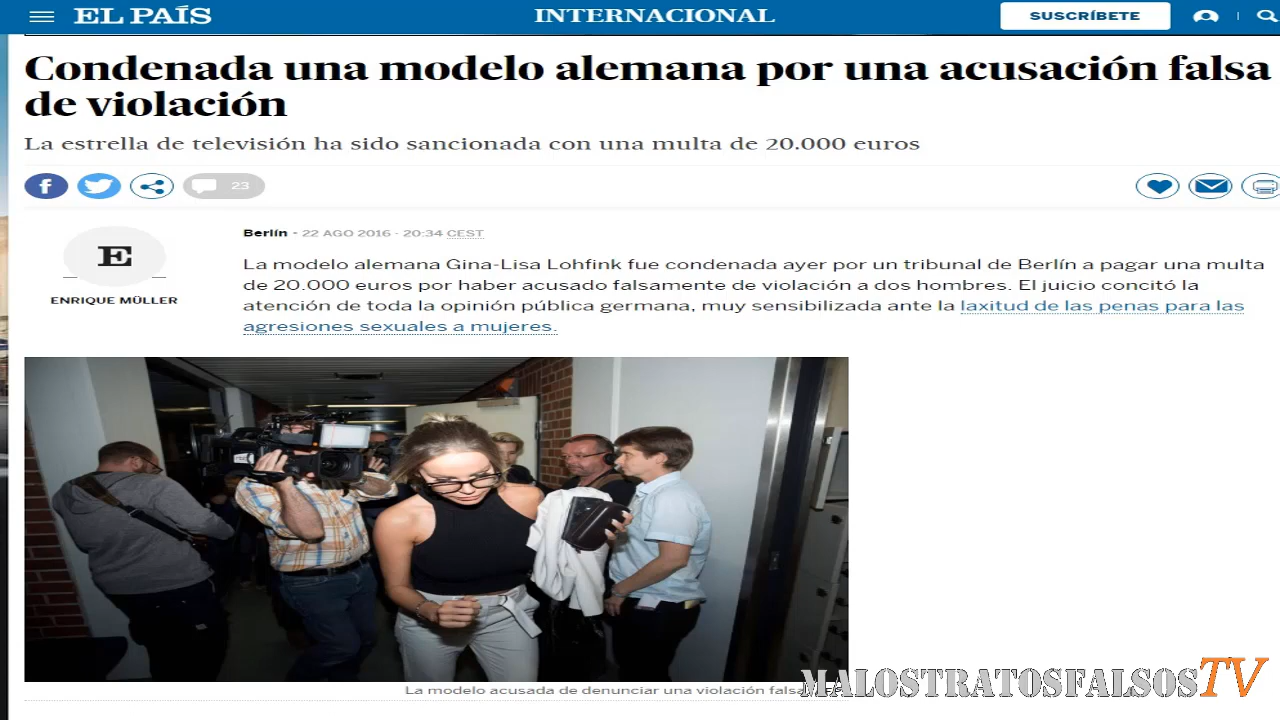 EL PAÍS
INTERNACIONAL
SUSCRÍBETE
Condenada una modelo alemana por una acusación falsa
de violación
La estrella de televisión ha sido sancionada con una multa de 20.000 euros
23
E
ENRIQUE MÜLLER
Berlín - 22 AGO 2016 - 20:34 CEST
La modelo alemana Gina-Lisa Lohfink fue condenada ayer por un tribunal de Berlín a pagar una multa
de 20.000 euros por haber acusado falsamente de violación a dos hombres. El juicio concitó la
atención de toda la opinión pública germana, muy sensibilizada ante la laxitud de las penas para las
agresiones sexuales a mujeres.
La modelo acusada de denunciar una violación falsa
MALOSTRATOSFALSOSTV